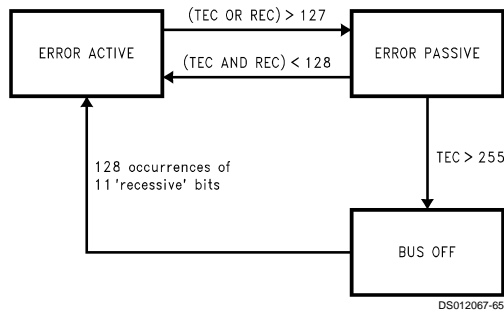 (TEC OR REC) > 127
ERROR ACTIVE
ERROR PASSIVE
(TEC AND REC) < 128
128 occurrences of
11 'recessive' bits
TEC > 255
BUS OFF
DS012067-65